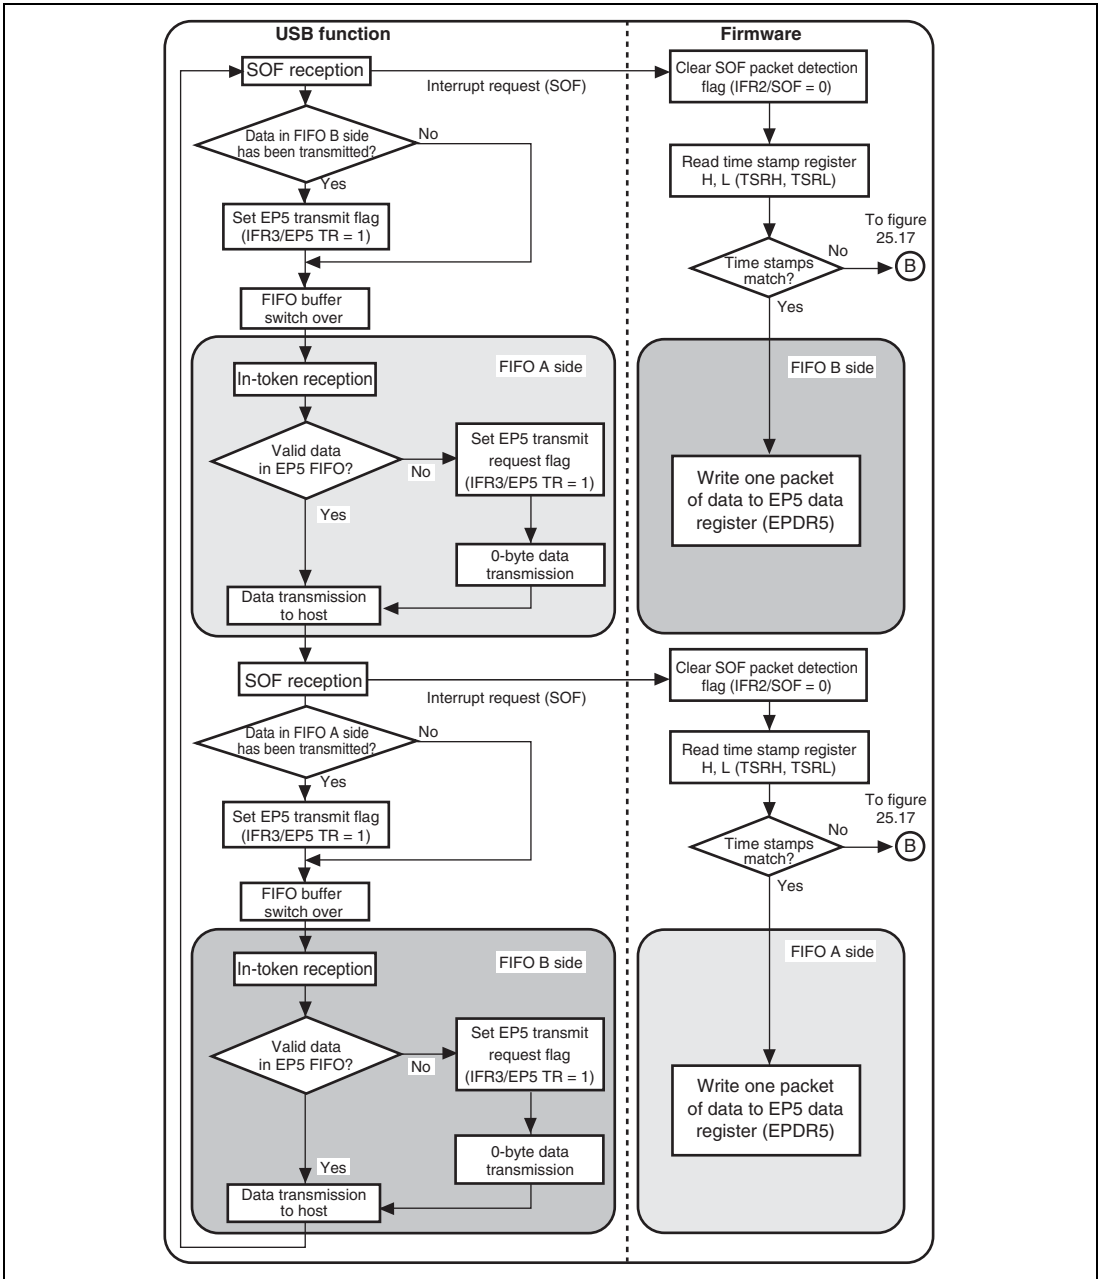 USB function
Firmware
SOF reception
Interrupt request (SOF)
Clear SOF packet detection
flag (IFR2/SOF = 0)
Data in FIFO B side
has been transmitted?
No
Yes
Read time stamp register
H, L (TSRH, TSRL)
Set EP5 transmit flag
(IFR3/EP5 TR = 1)
To figure
25.17
Time stamps
match?
No
B
Yes
FIFO buffer
switch over
FIFO A side
FIFO B side
In-token reception
Valid data
in EP5 FIFO?
No
Yes
Set EP5 transmit
request flag
(IFR3/EP5 TR = 1)
Write one packet
of data to EP5 data
register (EPDR5)
0-byte data
transmission
Data transmission
to host
SOF reception
Interrupt request (SOF)
Clear SOF packet detection
flag (IFR2/SOF = 0)
Data in FIFO A side
has been transmitted?
No
Yes
Read time stamp register
H, L (TSRH, TSRL)
Set EP5 transmit flag
(IFR3/EP5 TR = 1)
To figure
25.17
Time stamps
match?
No
B
Yes
FIFO buffer
switch over
FIFO B side
FIFO A side
In-token reception
Valid data
in EP5 FIFO?
No
Yes
Set EP5 transmit
request flag
(IFR3/EP5 TR = 1)
Write one packet
of data to EP5 data
register (EPDR5)
0-byte data
transmission
Data transmission
to host